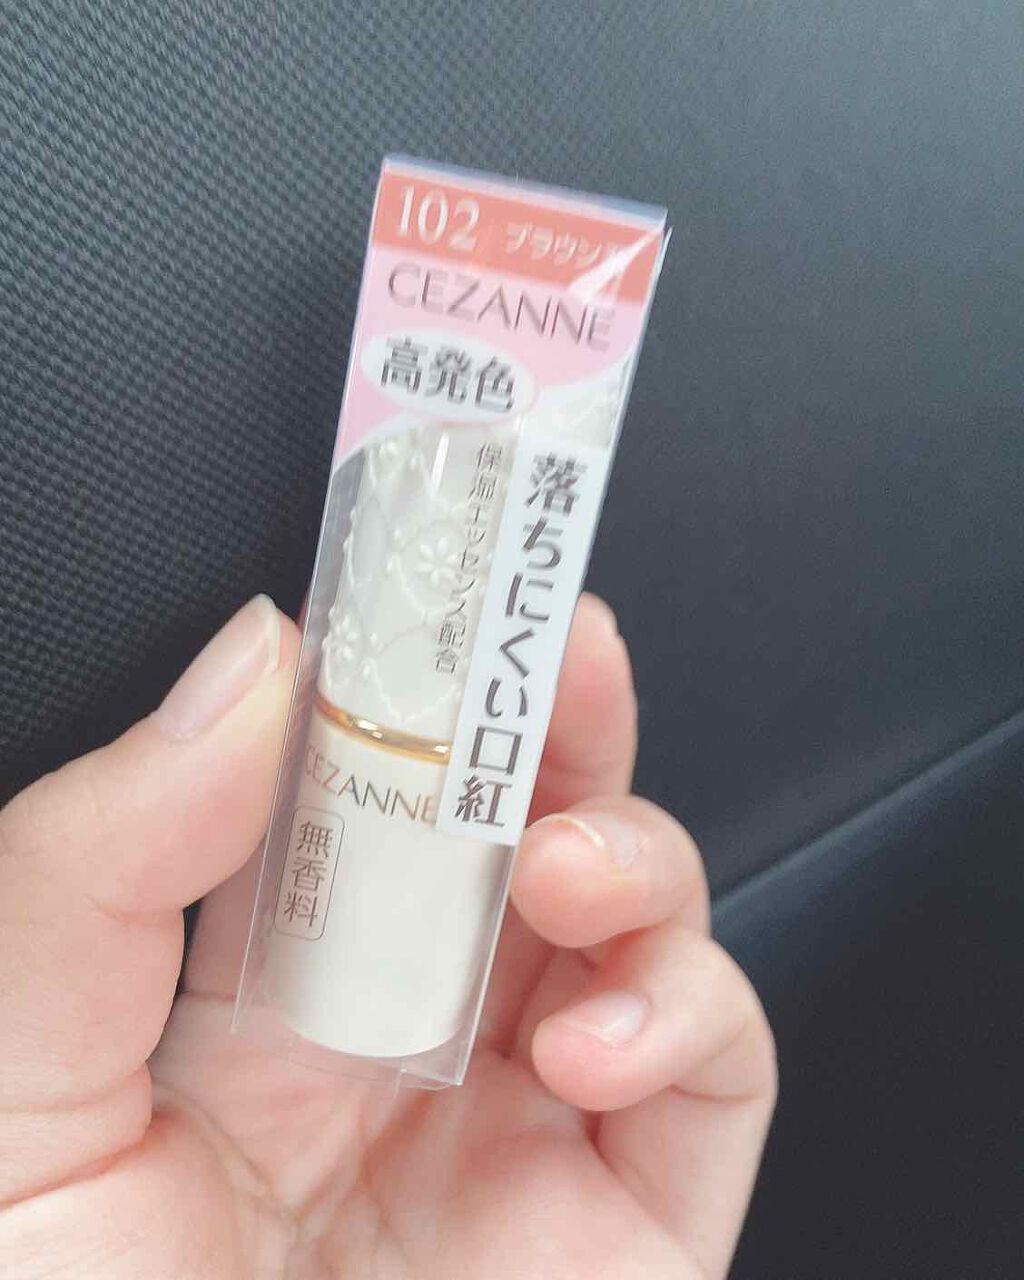 102 ブラウン系
CEZANNE
高発色
保湿エッセンス配合
落ちにくい口紅
CEZANNE
無香料